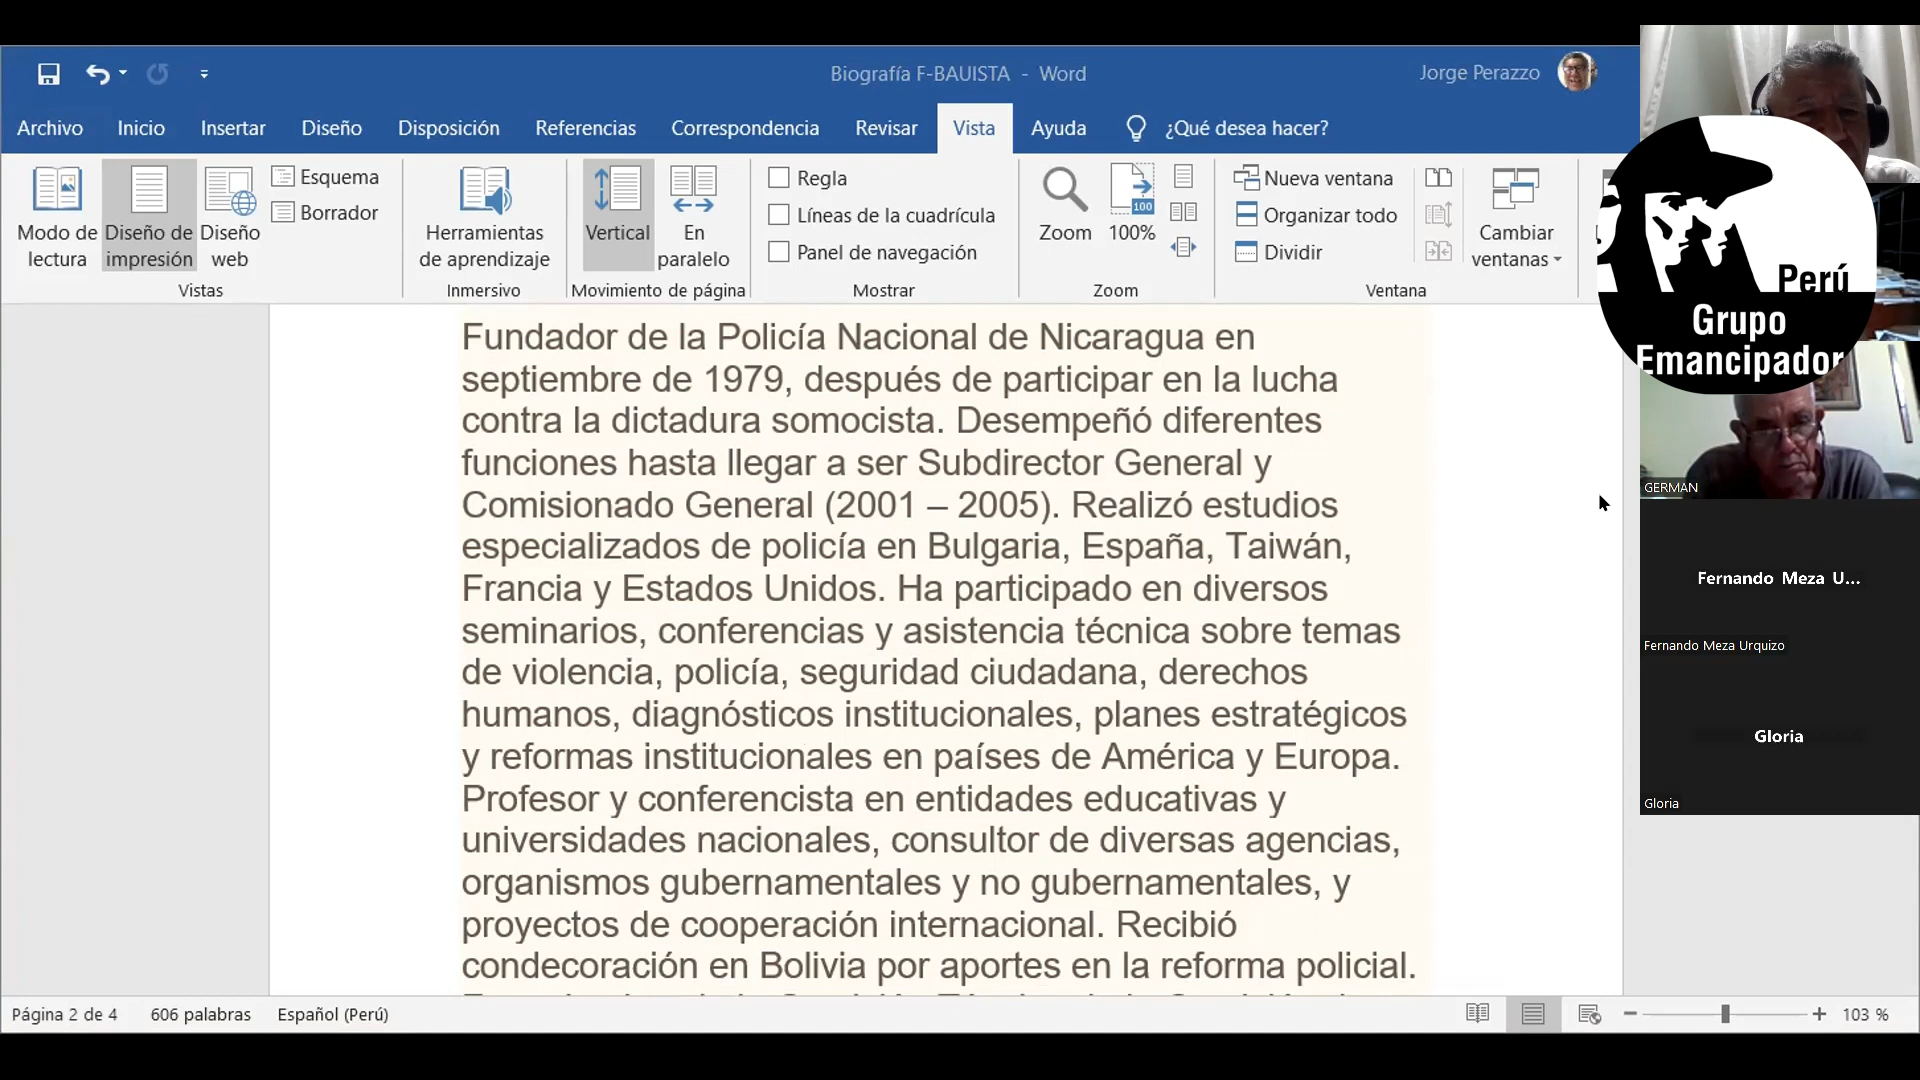 Biografía F-BAUISTA - Word
Jorge Perazzo
Archivo Inicio Insertar Diseño Disposición Referencias Correspondencia Revisar Vista Ayuda ¿Qué desea hacer?
Modo de lectura
Diseño de impresión
Diseño web
Esquema
Borrador
Vistas
Herramientas de aprendizaje
Inmersivo
Vertical
En paralelo
Movimiento de página
Regla
Líneas de la cuadrícula
Panel de navegación
Mostrar
Zoom
100
100%
Zoom
Nueva ventana
Organizar todo
Dividir
Cambiar ventanas
Ventana
Perú
Grupo
Emancipador
Fundador de la Policía Nacional de Nicaragua en
septiembre de 1979, después de participar en la lucha
contra la dictadura somocista. Desempeñó diferentes
funciones hasta llegar a ser Subdirector General y
Comisionado General (2001 – 2005). Realizó estudios
especializados de policía en Bulgaria, España, Taiwán,
Francia y Estados Unidos. Ha participado en diversos
seminarios, conferencias y asistencia técnica sobre temas
de violencia, policía, seguridad ciudadana, derechos
humanos, diagnósticos institucionales, planes estratégicos
y reformas institucionales en países de América y Europa.
Profesor y conferencista en entidades educativas y
universidades nacionales, consultor de diversas agencias,
organismos gubernamentales y no gubernamentales, y
proyectos de cooperación internacional. Recibió
condecoración en Bolivia por aportes en la reforma policial.
GERMAN
Fernando Meza U...
Fernando Meza Urquizo
Gloria
Gloria
Página 2 de 4 606 palabras Español (Perú)
103 %